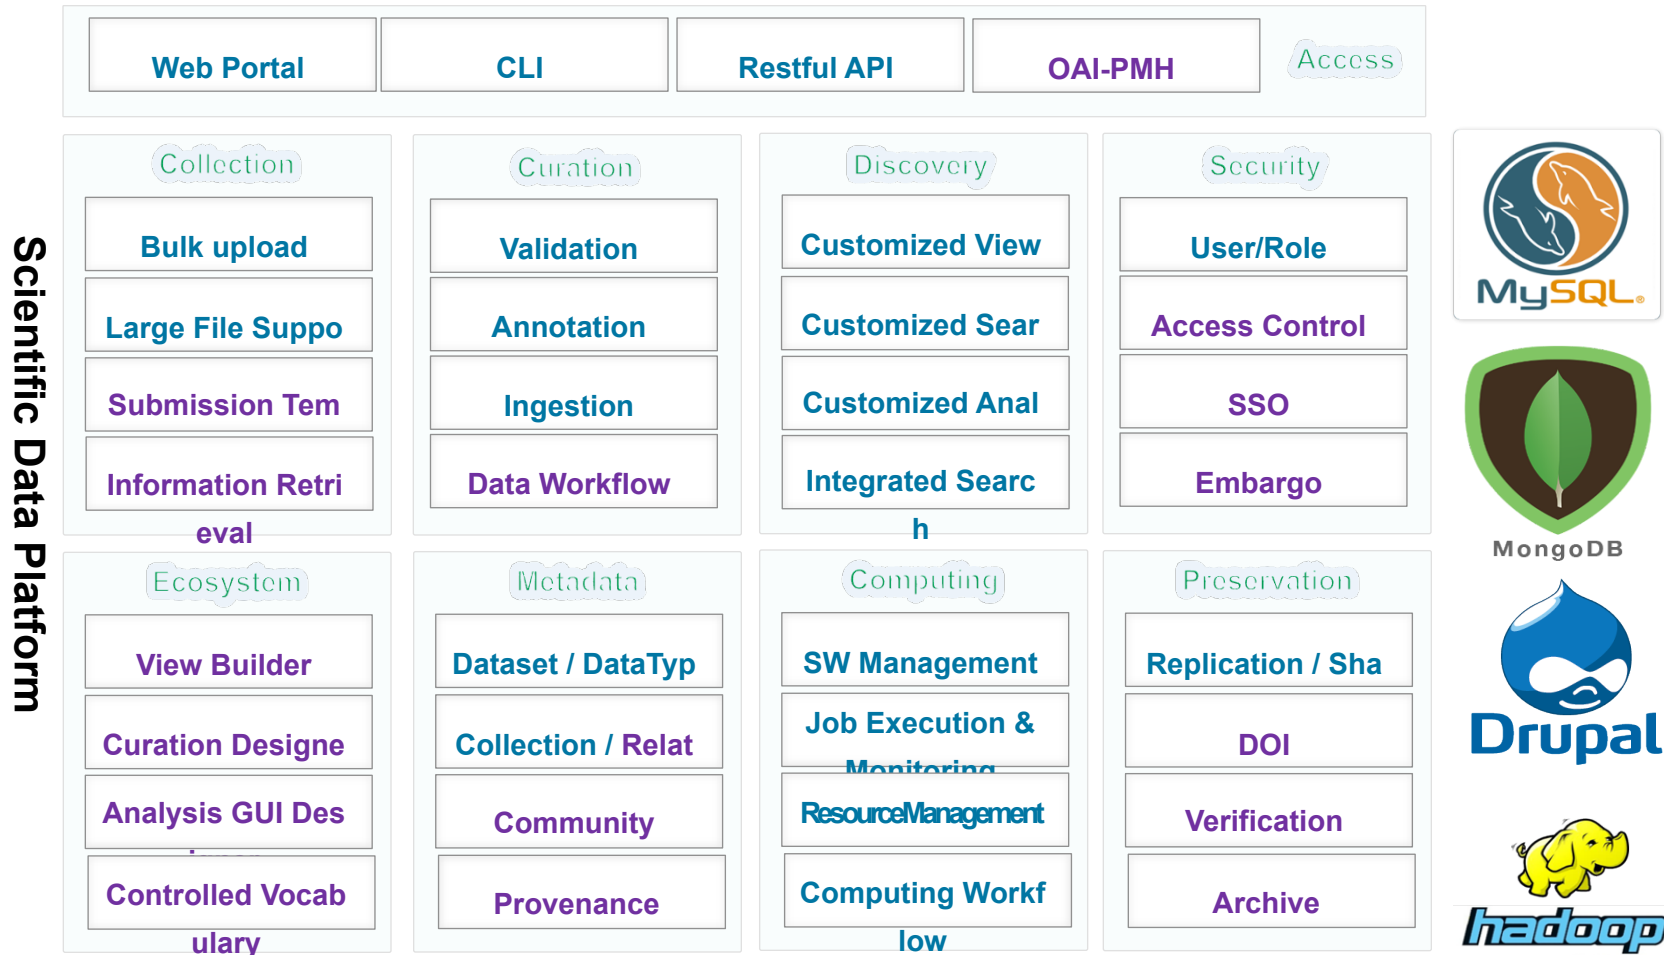 Scientific Data Platform
Web Portal
CLI
Restful API
OAI-PMH
Access
Collection
Bulk upload
Large File Suppo
Submission Tem
Information Retri
eval
Curation
Validation
Annotation
Ingestion
Data Workflow
Discovery
Customized View
Customized Sear
Customized Anal
Integrated Searc
h
Security
User/Role
Access Control
SSO
Embargo
Ecosystem
View Builder
Curation Designe
Analysis GUI Des
Controlled Vocab
ulary
Metadata
Dataset / DataTyp
Collection / Relat
Community
Provenance
Computing
SW Management
Job Execution &
Monitoring
ResourceManagement
Computing Workf
low
Preservation
Replication / Sha
DOI
Verification
Archive
MySQL®
MongoDB
Drupal
hadoop